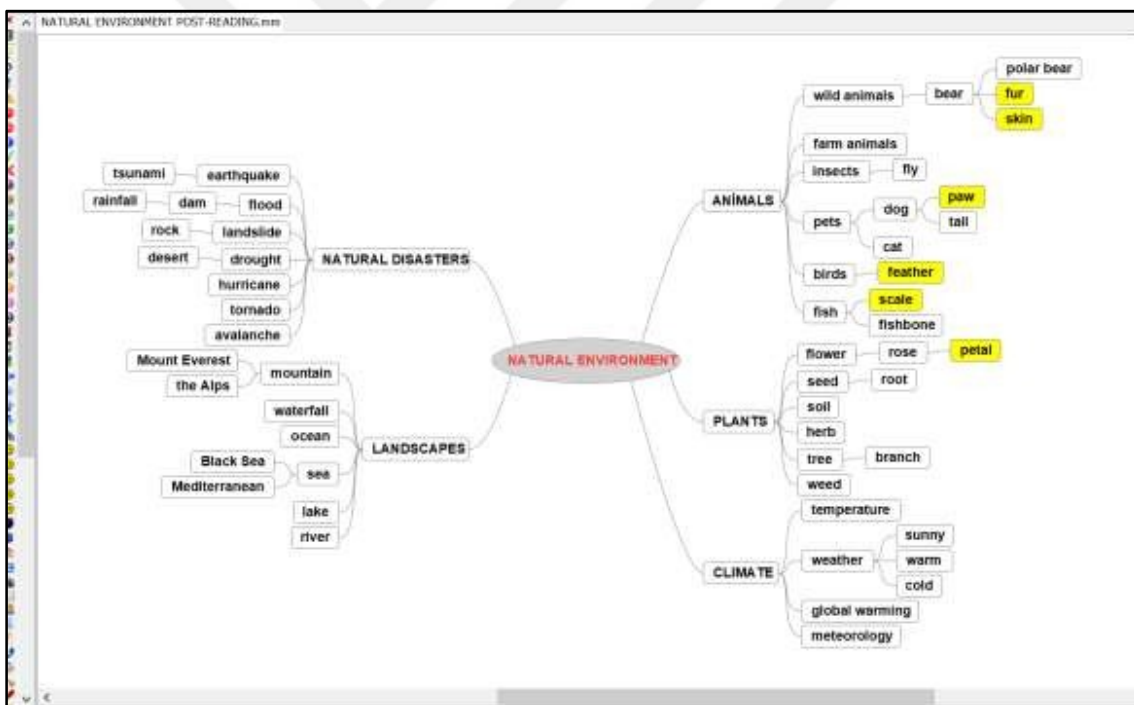 NATURAL ENVIRONMENT POST-READING.mm
NATURAL ENVIRONMENT
NATURAL DISASTERS
earthquake
tsunami
flood
dam
rainfall
landslide
rock
drought
desert
hurricane
tornado
avalanche
LANDSCAPES
mountain
Mount Everest
the Alps
waterfall
ocean
sea
Black Sea
Mediterranean
lake
river
ANİMALS
wild animals
bear
polar bear
fur
skin
farm animals
insects
fly
pets
dog
paw
tail
cat
birds
feather
fish
scale
fishbone
PLANTS
flower
rose
petal
seed
root
soil
herb
tree
branch
weed
CLIMATE
temperature
weather
sunny
warm
cold
global warming
meteorology